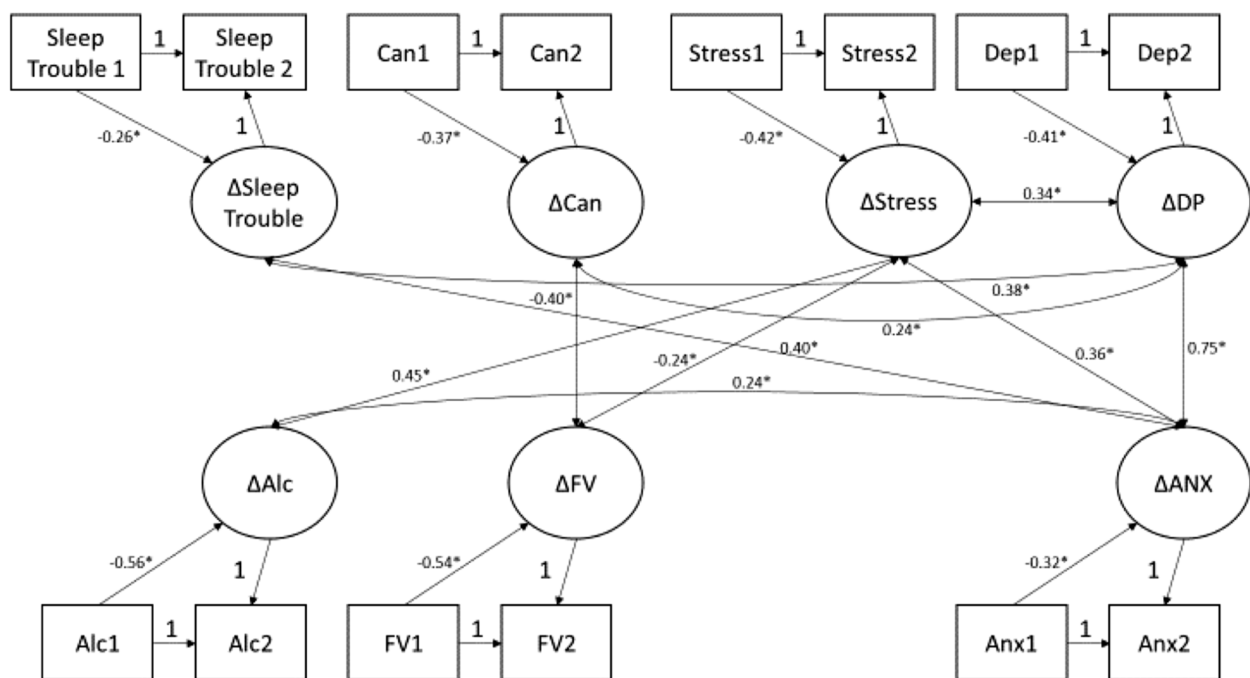 Sleep
Trouble 1
1
Sleep
Trouble 2
Can1
1
Can2
Stress1
1
Stress2
Dep1
1
Dep2
-0.26*
1
-0.37*
1
-0.42*
1
-0.41*
1
ΔSleep
Trouble
ΔCan
ΔStress
0.34*
ΔDP
-0.40*
0.38*
0.24*
-0.24*
0.40*
0.36*
0.75*
0.45*
0.24*
ΔAlc
ΔFV
ΔANX
-0.56*
1
-0.54*
1
-0.32*
1
Alc1
1
Alc2
FV1
1
FV2
Anx1
1
Anx2